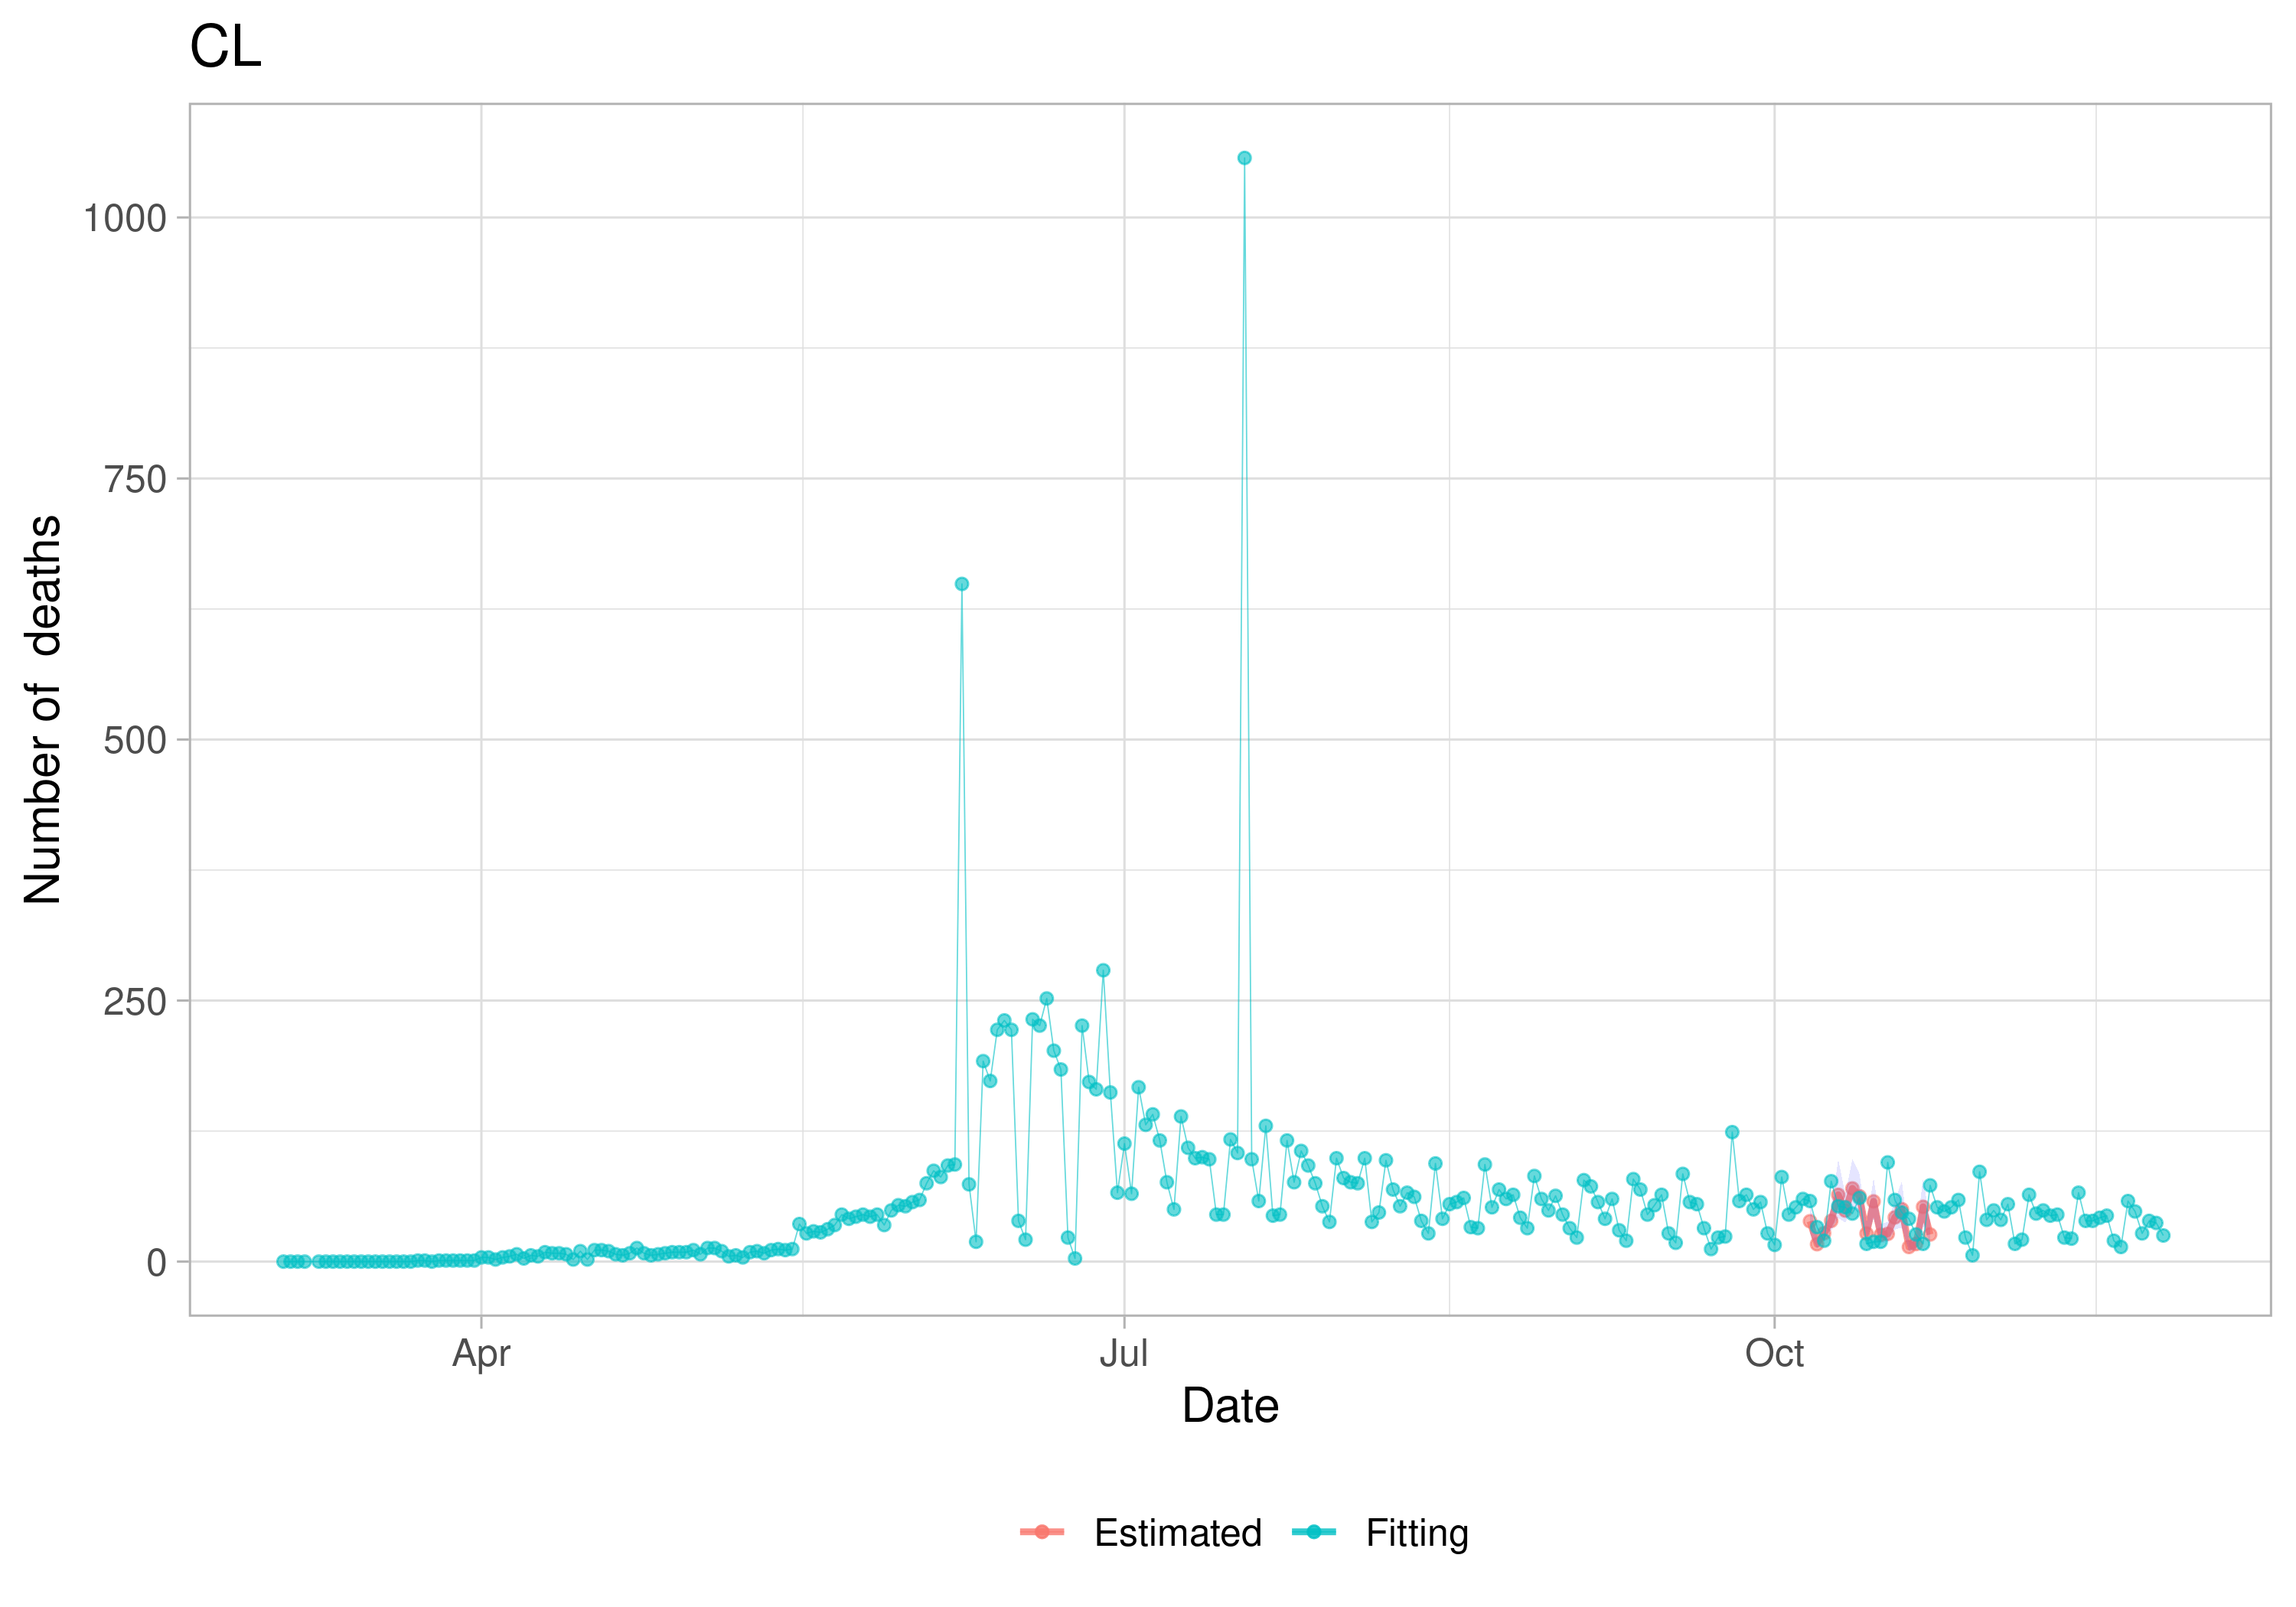 CL
1000
750
500
250
0
Number of  deaths
Apr
Jul
Oct
Date
Estimated
Fitting